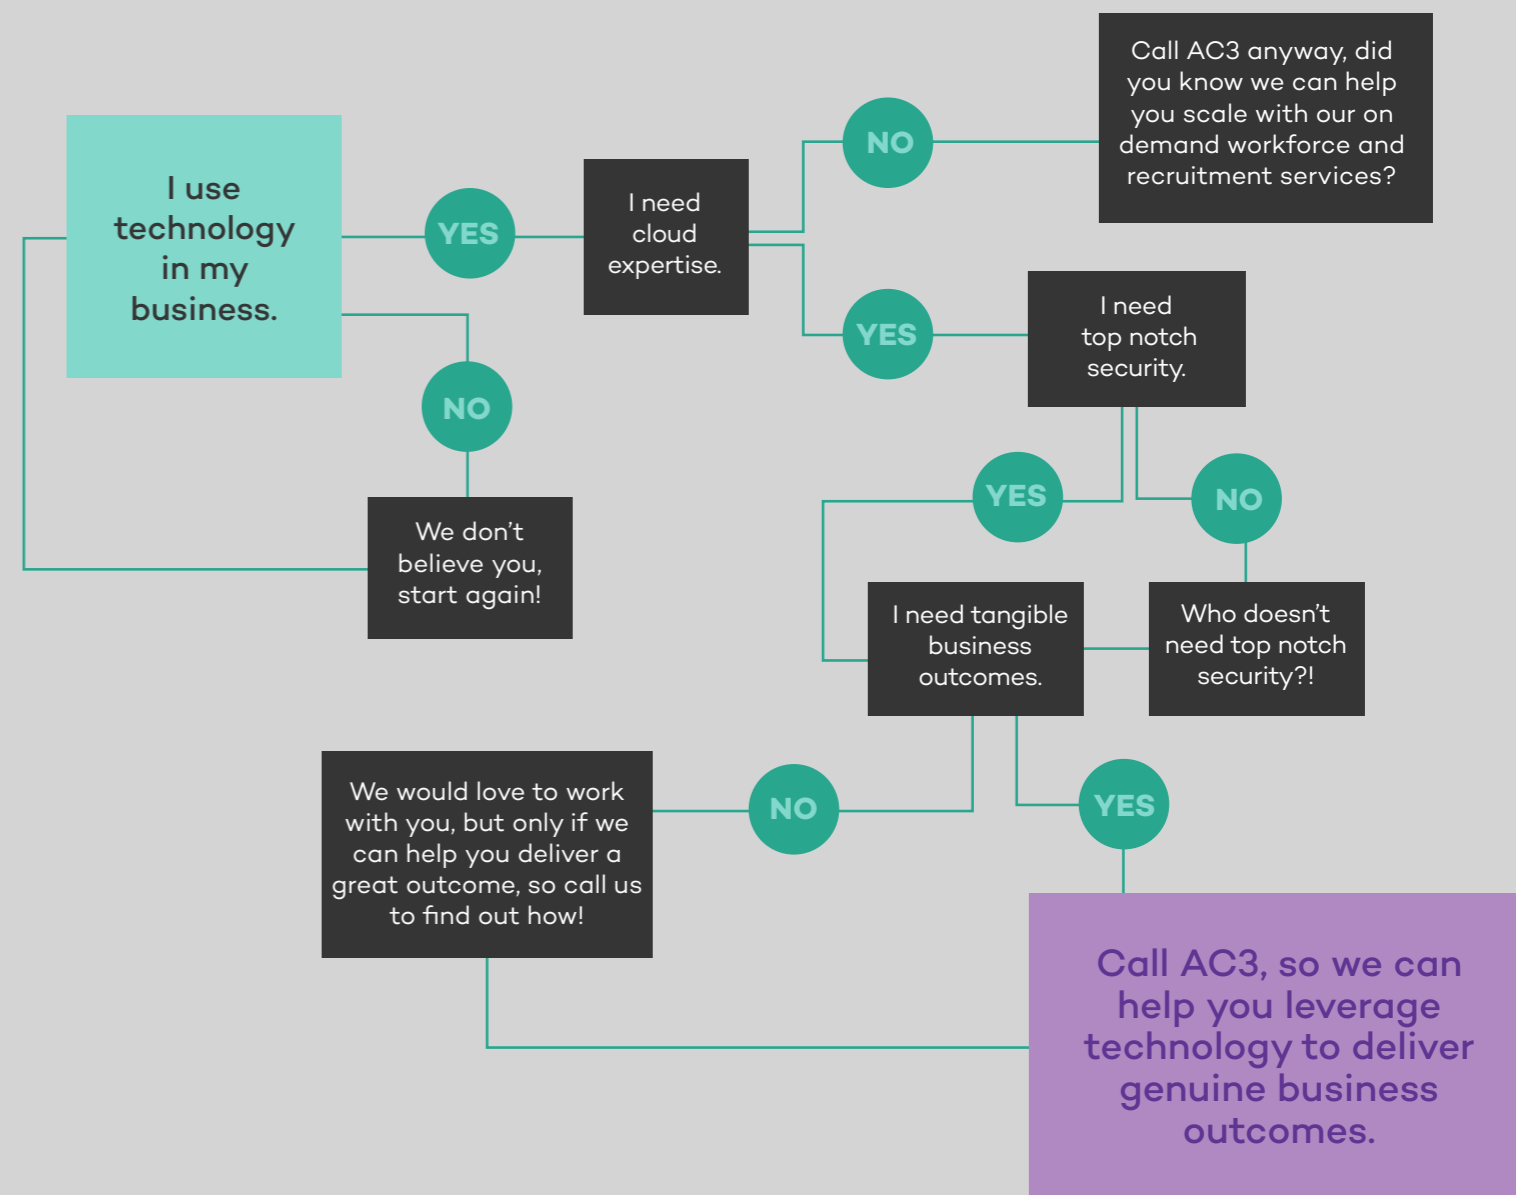 I use
technology
in my
business.
YES
I need
cloud
expertise.
NO
Call AC3 anyway, did
you know we can help
you scale with our on
demand workforce and
recruitment services?
YES
I need
top notch
security.
NO
We don’t
believe you,
start again!
YES
NO
I need tangible
business
outcomes.
Who doesn’t
need top notch
security?!
NO
We would love to work
with you, but only if we
can help you deliver a
great outcome, so call us
to find out how!
YES
Call AC3, so we can
help you leverage
technology to deliver
genuine business
outcomes.